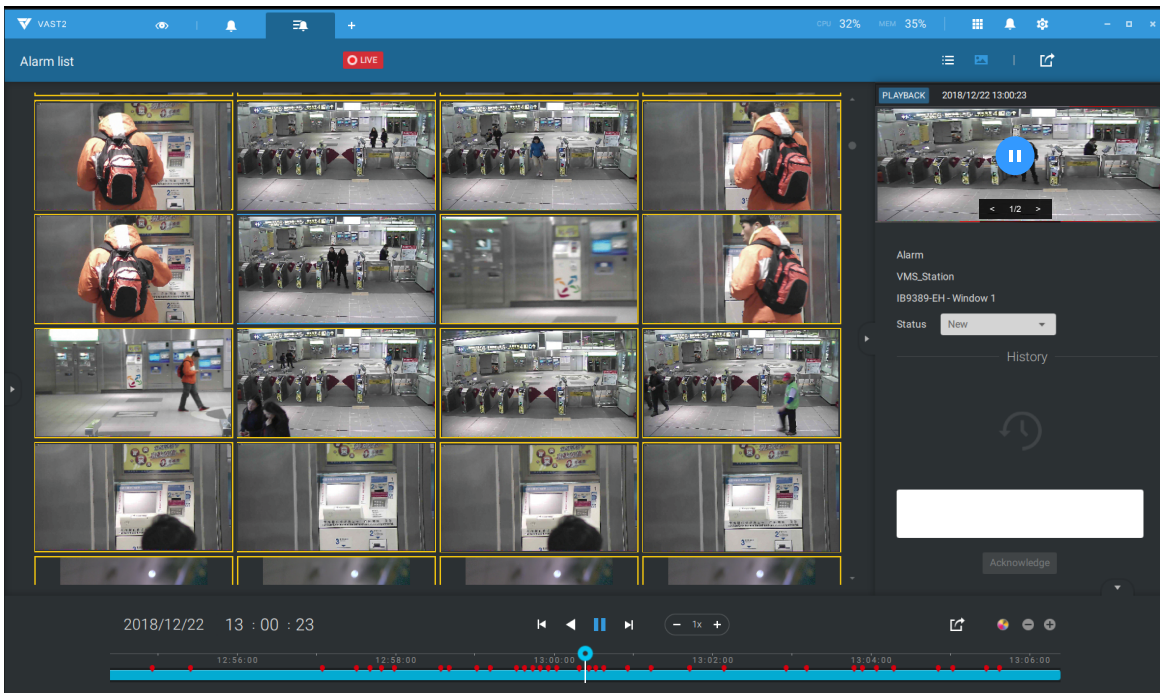 VAST2
CPU 32% MEM 35%
Alarm list
LIVE
PLAYBACK 2018/12/22 13:00:23
< 1/2 >
Alarm
VMS_Station
IB9389-EH - Window 1
Status New
History
Acknowledge
2018/12/22 13 : 00 : 23
1x
12:56:00 12:58:00 13:00:00 13:02:00 13:04:00 13:06:00